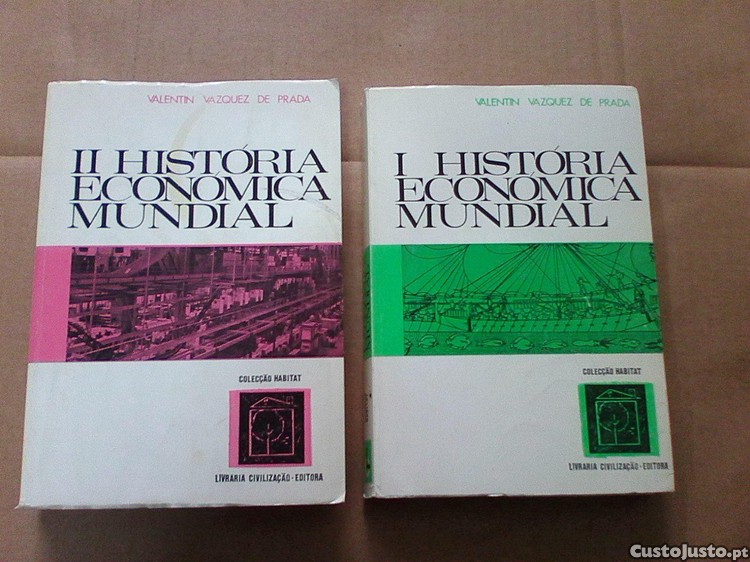 VALENTIN VAZQUEZ DE PRADA
II HISTÓRIA
ECONÓMICA
MUNDIAL
COLECÇÃO HABITAT
LIVRARIA CIVILIZAÇÃO · EDITORA
VALENTIN VAZQUEZ DE PRADA
I HISTÓRIA
ECONÓMICA
MUNDIAL
COLECÇÃO HABITAT
LIVRARIA CIVILIZAÇÃO · EDITORA
CustoJusto.pt